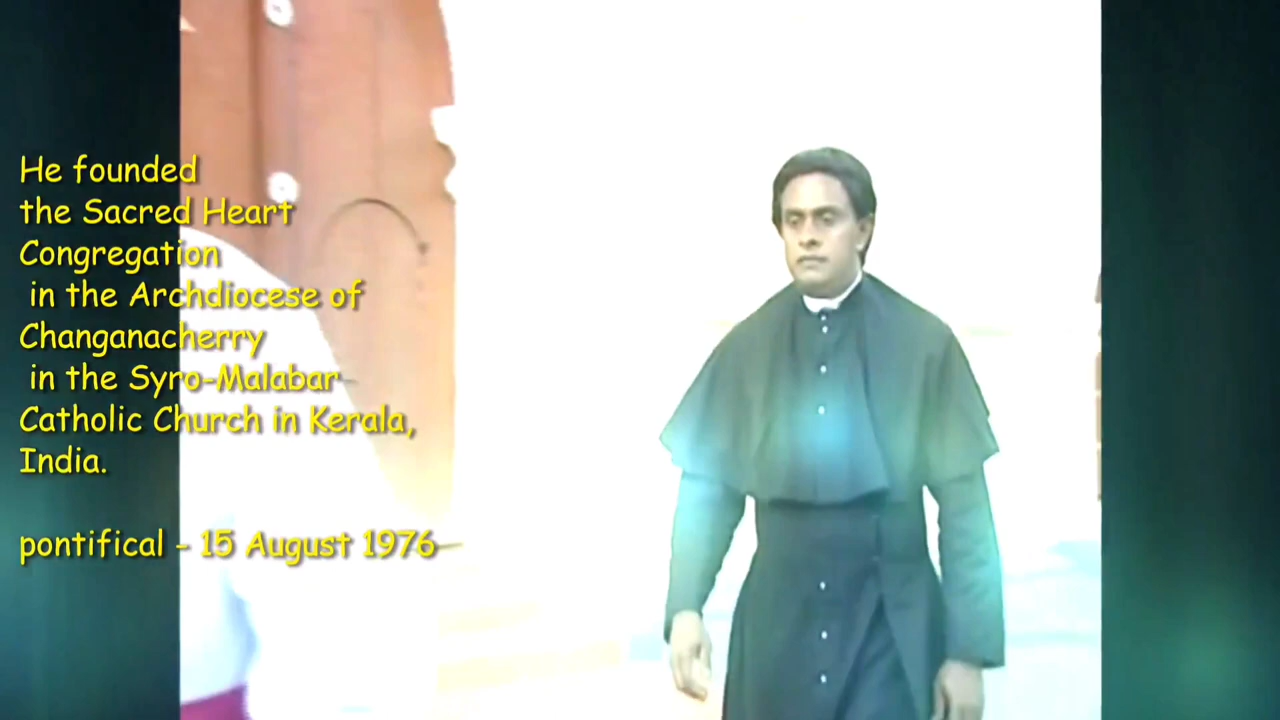 He founded
the Sacred Heart
Congregation
in the Archdiocese of
Changanacherry
in the Syro-Malabar
Catholic Church in Kerala,
India.
pontifical - 15 August 1976